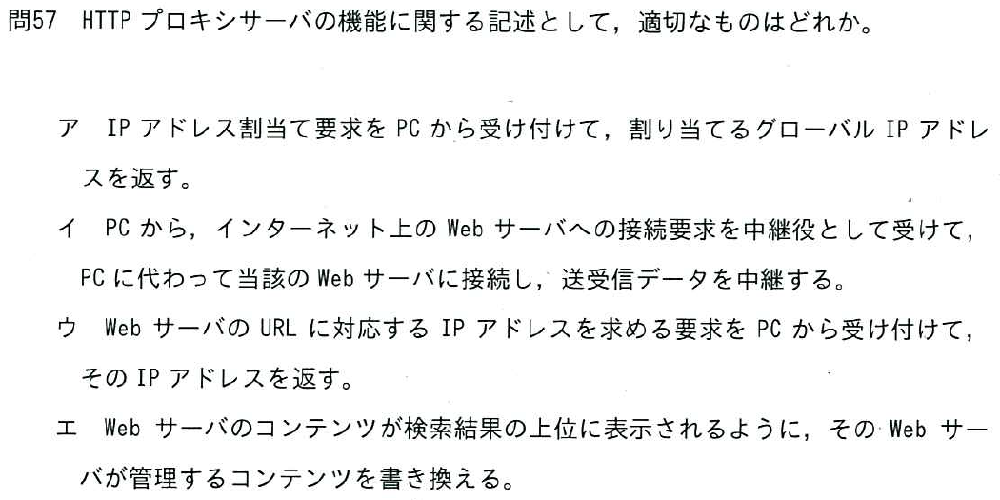 問57 HTTP プロキシサーバの機能に関する記述として，適切なものはどれか。
ア IP アドレス割当て要求を PC から受け付けて，割り当てるグローバル IP アドレ
スを返す。
イ PC から，インターネット上の Web サーバへの接続要求を中継役として受けて，
PC に代わって当該の Web サーバに接続し，送受信データを中継する。
ウ Web サーバの URL に対応する IP アドレスを求める要求を PC から受け付けて，
その IP アドレスを返す。
エ Web サーバのコンテンツが検索結果の上位に表示されるように，その Web サー
バが管理するコンテンツを書き換える。